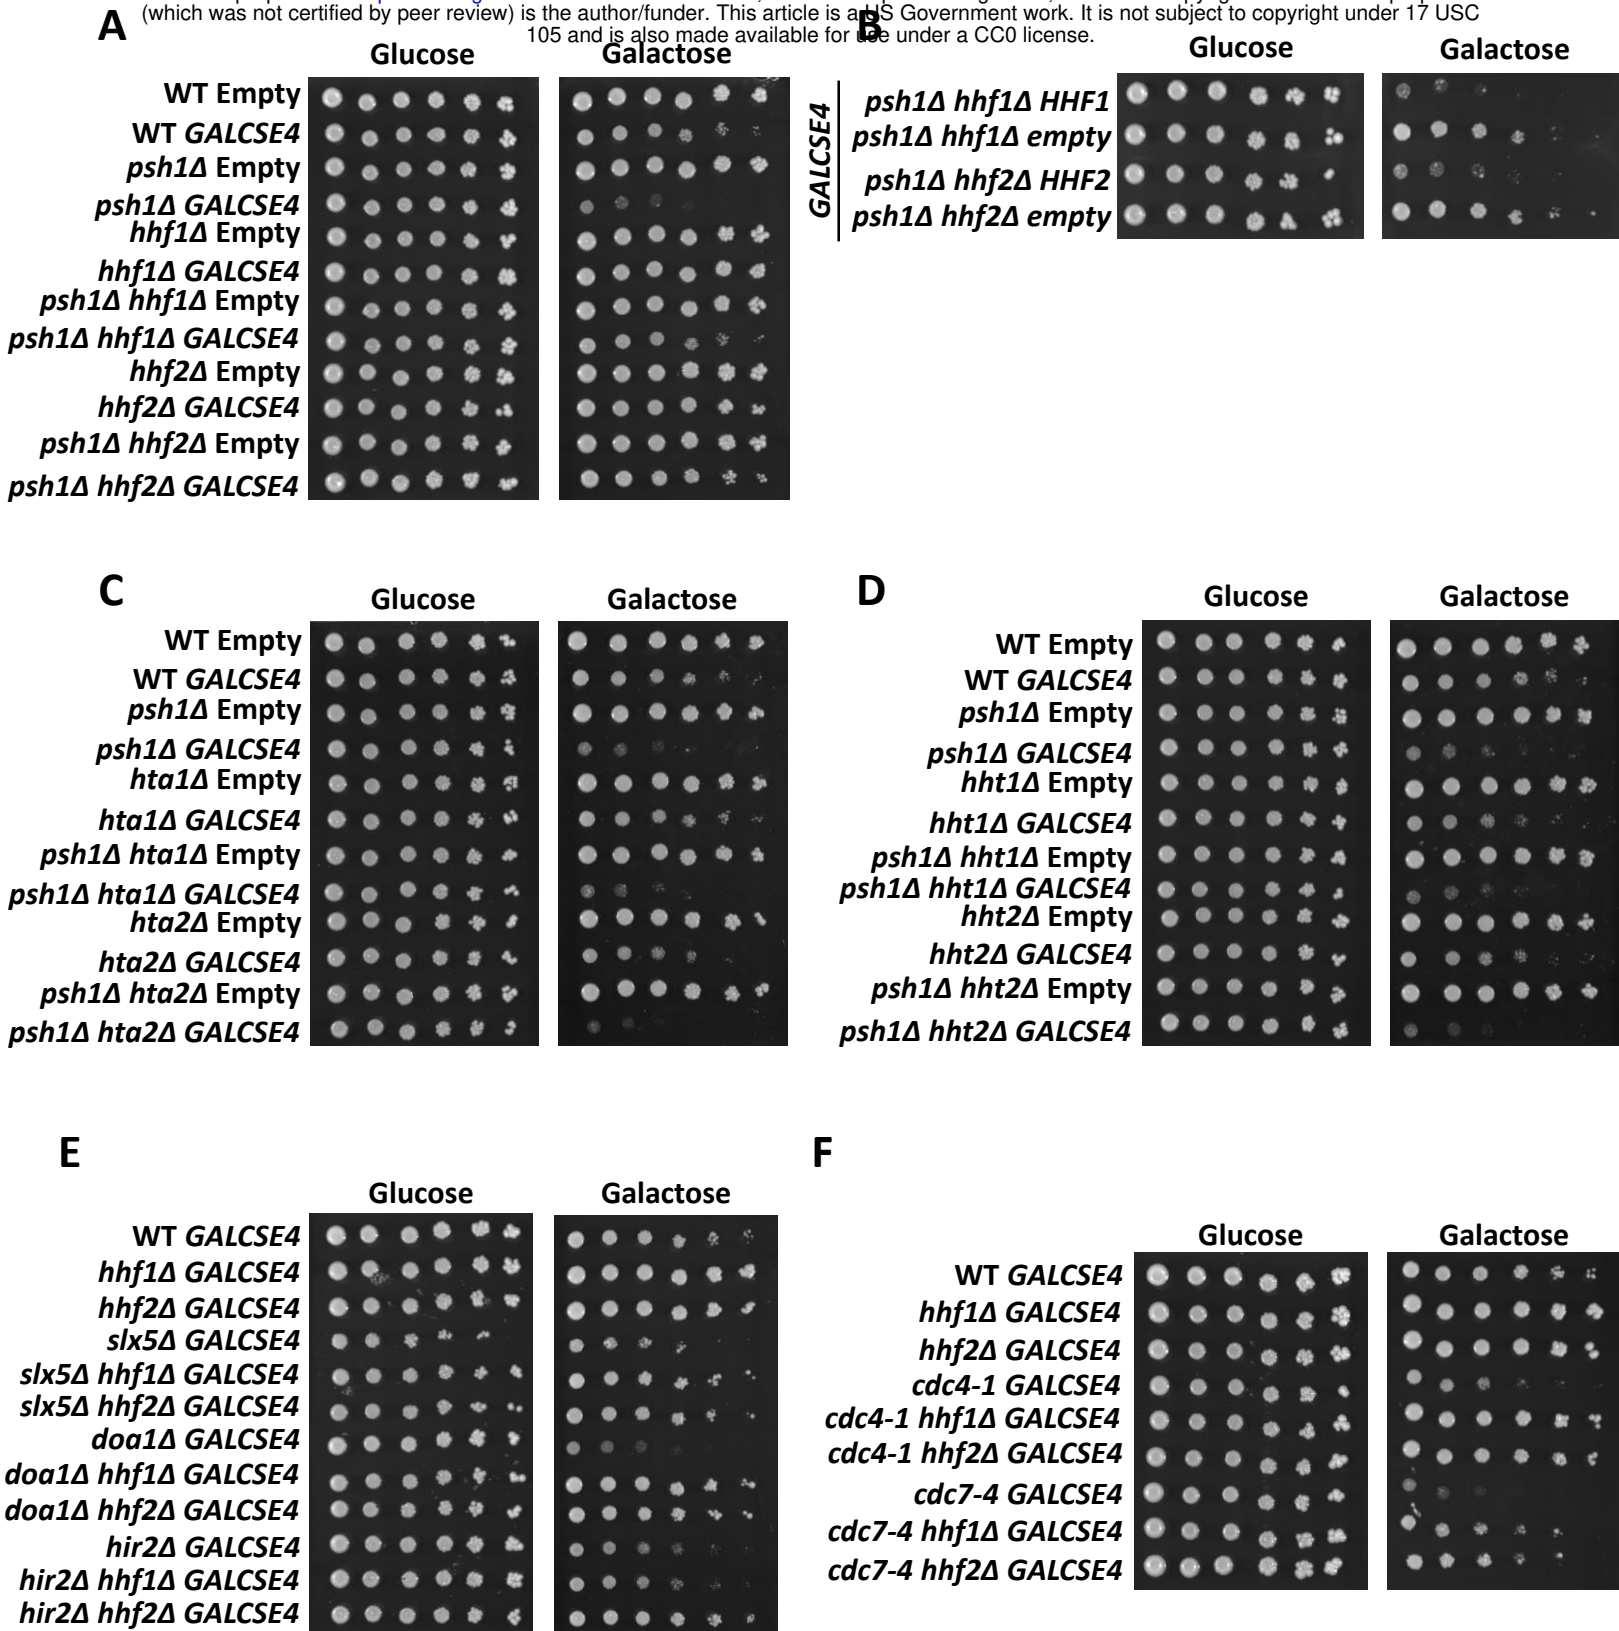 (which was not certified by peer review) is the author/funder. This article is a US Government work. It is not subject to copyright under 17 USC
105 and is also made available for use under a CC0 license.
A
Glucose Galactose
WT Empty
WT GALCSE4
psh1Δ Empty
psh1Δ GALCSE4
hhf1Δ Empty
hhf1Δ GALCSE4
psh1Δ hhf1Δ Empty
psh1Δ hhf1Δ GALCSE4
hhf2Δ Empty
hhf2Δ GALCSE4
psh1Δ hhf2Δ Empty
psh1Δ hhf2Δ GALCSE4
B
Glucose Galactose
GALCSE4
psh1Δ hhf1Δ HHF1
psh1Δ hhf1Δ empty
psh1Δ hhf2Δ HHF2
psh1Δ hhf2Δ empty
C
Glucose Galactose
WT Empty
WT GALCSE4
psh1Δ Empty
psh1Δ GALCSE4
hta1Δ Empty
hta1Δ GALCSE4
psh1Δ hta1Δ Empty
psh1Δ hta1Δ GALCSE4
hta2Δ Empty
hta2Δ GALCSE4
psh1Δ hta2Δ Empty
psh1Δ hta2Δ GALCSE4
D
Glucose Galactose
WT Empty
WT GALCSE4
psh1Δ Empty
psh1Δ GALCSE4
hht1Δ Empty
hht1Δ GALCSE4
psh1Δ hht1Δ Empty
psh1Δ hht1Δ GALCSE4
hht2Δ Empty
hht2Δ GALCSE4
psh1Δ hht2Δ Empty
psh1Δ hht2Δ GALCSE4
E
Glucose Galactose
WT GALCSE4
hhf1Δ GALCSE4
hhf2Δ GALCSE4
slx5Δ GALCSE4
slx5Δ hhf1Δ GALCSE4
slx5Δ hhf2Δ GALCSE4
doa1Δ GALCSE4
doa1Δ hhf1Δ GALCSE4
doa1Δ hhf2Δ GALCSE4
hir2Δ GALCSE4
hir2Δ hhf1Δ GALCSE4
hir2Δ hhf2Δ GALCSE4
F
Glucose Galactose
WT GALCSE4
hhf1Δ GALCSE4
hhf2Δ GALCSE4
cdc4-1 GALCSE4
cdc4-1 hhf1Δ GALCSE4
cdc4-1 hhf2Δ GALCSE4
cdc7-4 GALCSE4
cdc7-4 hhf1Δ GALCSE4
cdc7-4 hhf2Δ GALCSE4